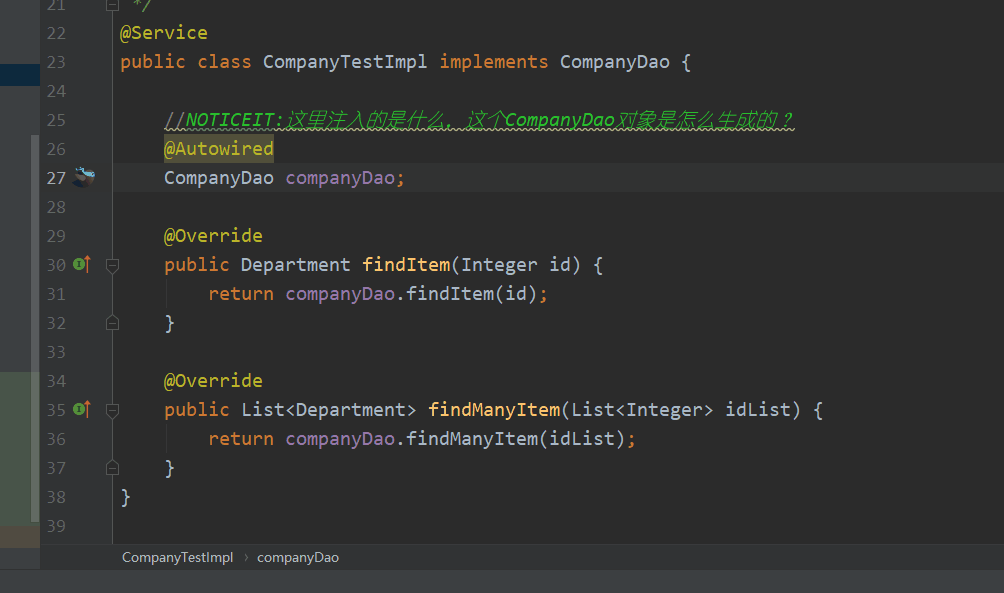 21 */
22 @Service
23 public class CompanyTestImpl implements CompanyDao {
24
25 //NOTICEIT:这里注入的是什么，这个CompanyDao对象是怎么生成的？
26 @Autowired
27 CompanyDao companyDao;
28
29 @Override
30 public Department findItem(Integer id) {
31 return companyDao.findItem(id);
32 }
33
34 @Override
35 public List<Department> findManyItem(List<Integer> idList) {
36 return companyDao.findManyItem(idList);
37 }
38 }
39
CompanyTestImpl › companyDao